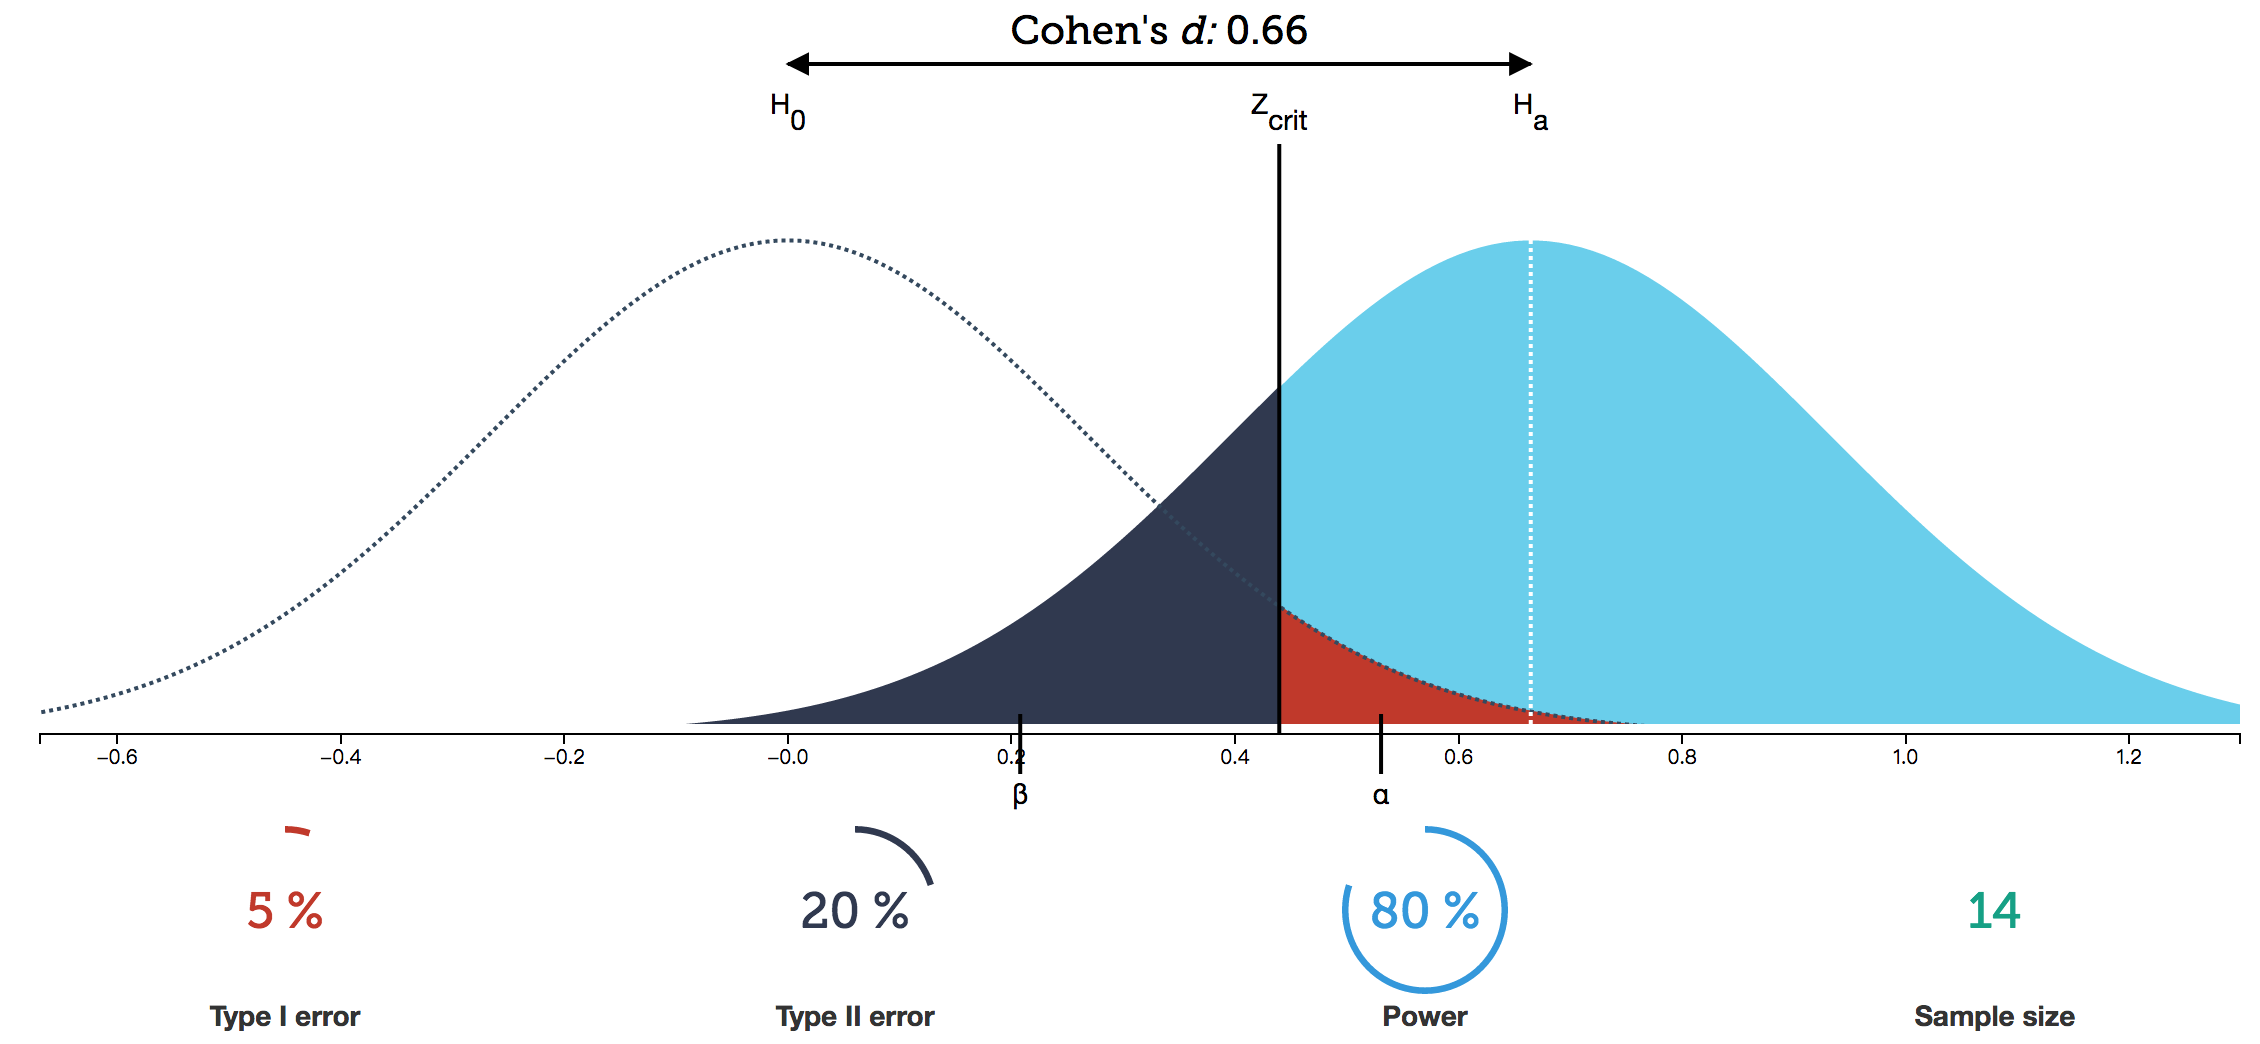 Cohen's d: 0.66
H0 Zcrit Ha
−0.6 −0.4 −0.2 −0.0 0.2 0.4 0.6 0.8 1.0 1.2
β α
5 % 20 % 80 % 14
Type I error Type II error Power Sample size